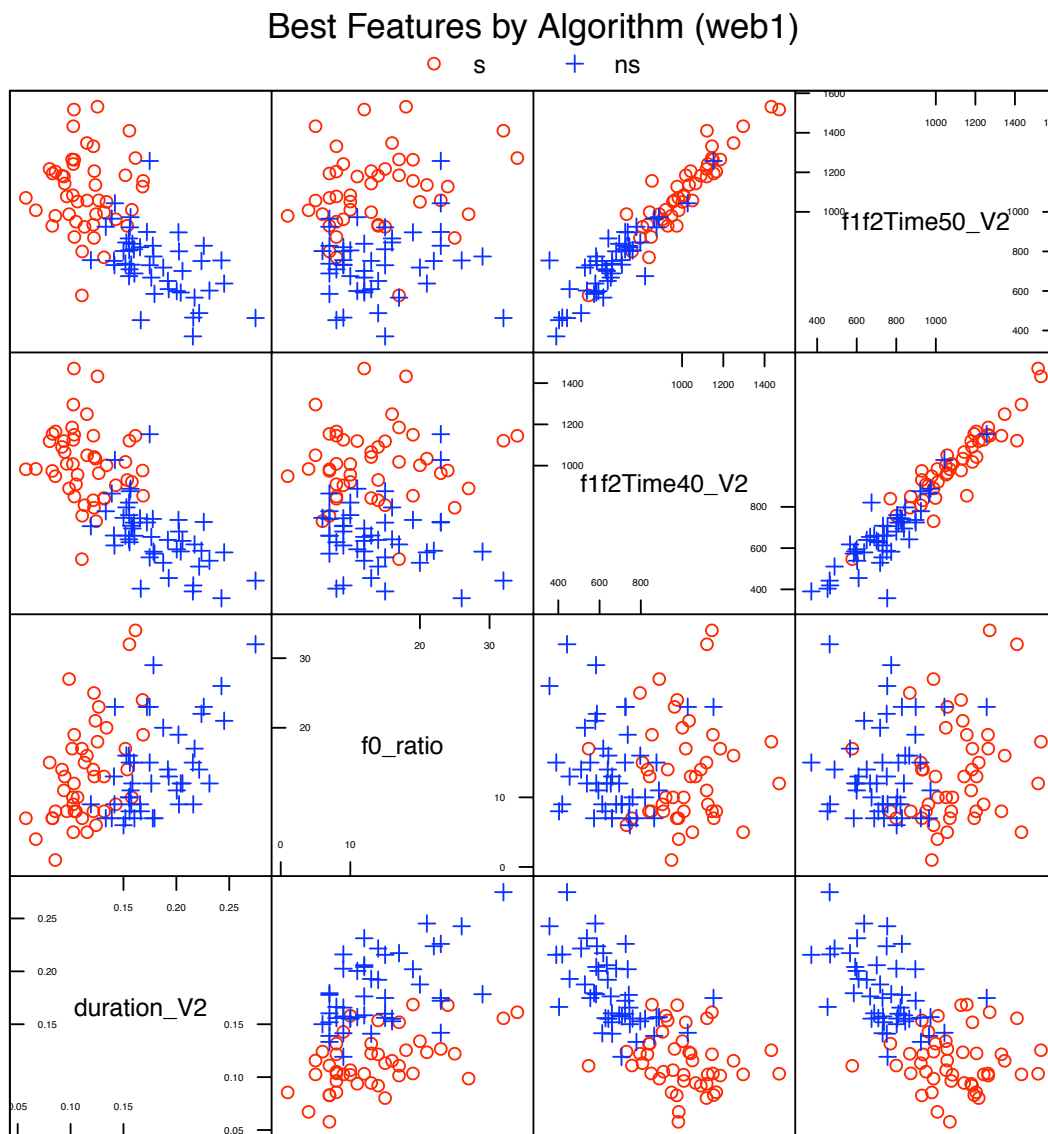 Best Features by Algorithm (web1)
s ns
1600
1000 1200 1400
1400
1200
1000 f1f2Time50_V2 1000
800
600
400 600 800 1000 400
1400 1000 1200 1400
1200
1000 f1f2Time40_V2
800
600
400 600 800 400
20 30
30
20
f0_ratio
10
0 10 0
0.15 0.20 0.25
0.25
0.20
duration_V2
0.15 0.15
0.10
0.05 0.10 0.15
0.05